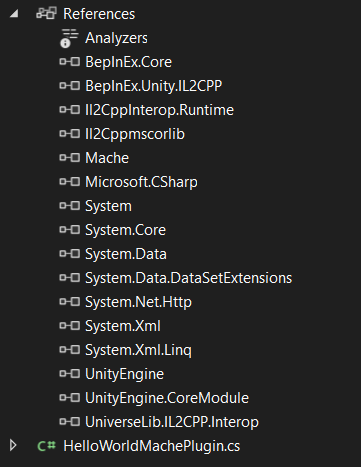 References
Analyzers
BepInEx.Core
BepInEx.Unity.IL2CPP
Il2CppInterop.Runtime
Il2Cppmscorlib
Mache
Microsoft.CSharp
System
System.Core
System.Data
System.Data.DataSetExtensions
System.Net.Http
System.Xml
System.Xml.Linq
UnityEngine
UnityEngine.CoreModule
UniverseLib.IL2CPP.Interop
C# HelloWorldMachePlugin.cs